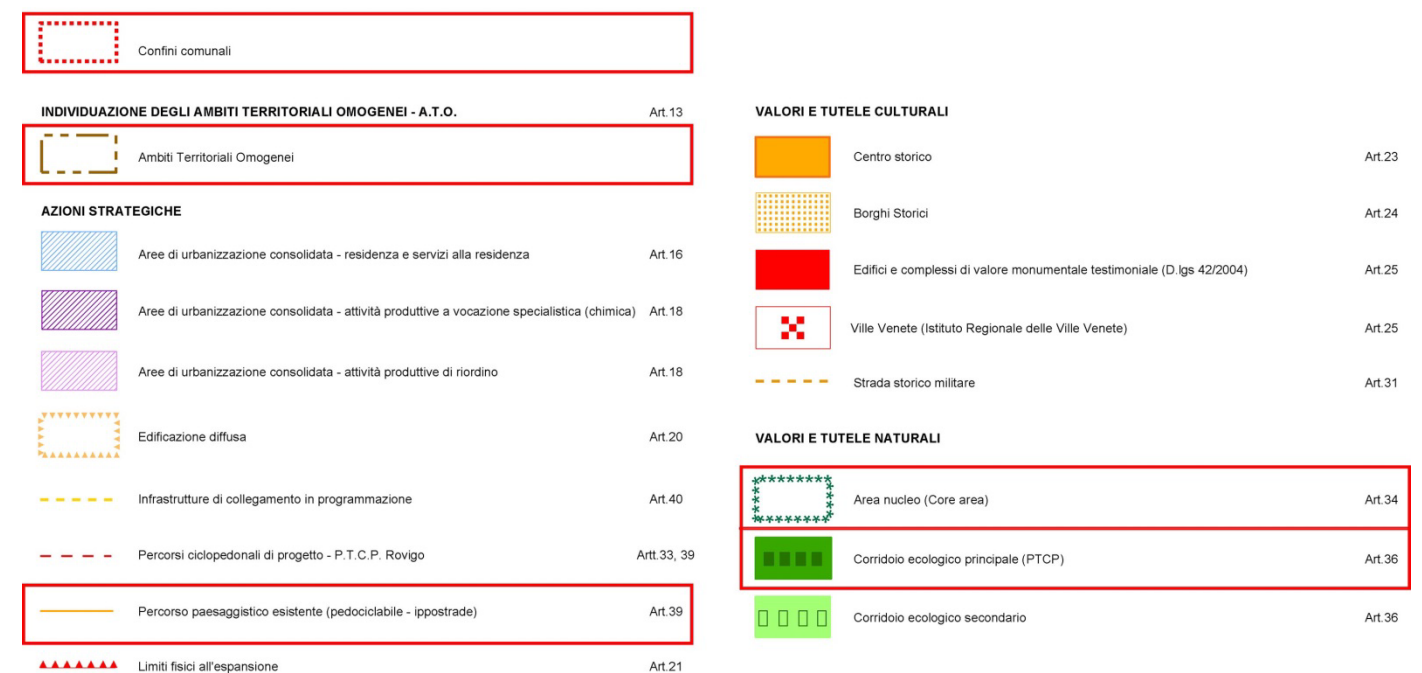 Confini comunali
INDIVIDUAZIONE DEGLI AMBITI TERRITORIALI OMOGENEI - A.T.O. Art.13
Ambiti Territoriali Omogenei
AZIONI STRATEGICHE
Aree di urbanizzazione consolidata - residenza e servizi alla residenza Art.16
Aree di urbanizzazione consolidata - attività produttive a vocazione specialistica (chimica) Art.18
Aree di urbanizzazione consolidata - attività produttive di riordino Art.18
Edificazione diffusa Art.20
Infrastrutture di collegamento in programmazione Art.40
Percorsi ciclopedonali di progetto - P.T.C.P. Rovigo Artt.33, 39
Percorso paesaggistico esistente (pedociclabile - ippostrade) Art.39
Limiti fisici all'espansione Art.21
VALORI E TUTELE CULTURALI
Centro storico Art.23
Borghi Storici Art.24
Edifici e complessi di valore monumentale testimoniale (D.lgs 42/2004) Art.25
Ville Venete (Istituto Regionale delle Ville Venete) Art.25
Strada storico militare Art.31
VALORI E TUTELE NATURALI
Area nucleo (Core area) Art.34
Corridoio ecologico principale (PTCP) Art.36
Corridoio ecologico secondario Art.36